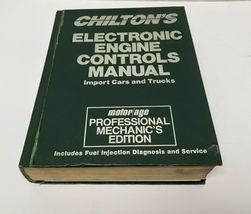 CHILTON'S
ELECTRONIC
ENGINE
CONTROLS
MANUAL
Import Cars and Trucks
motor/age
PROFESSIONAL
MECHANIC'S
EDITION
Includes Fuel Injection Diagnosis and Service